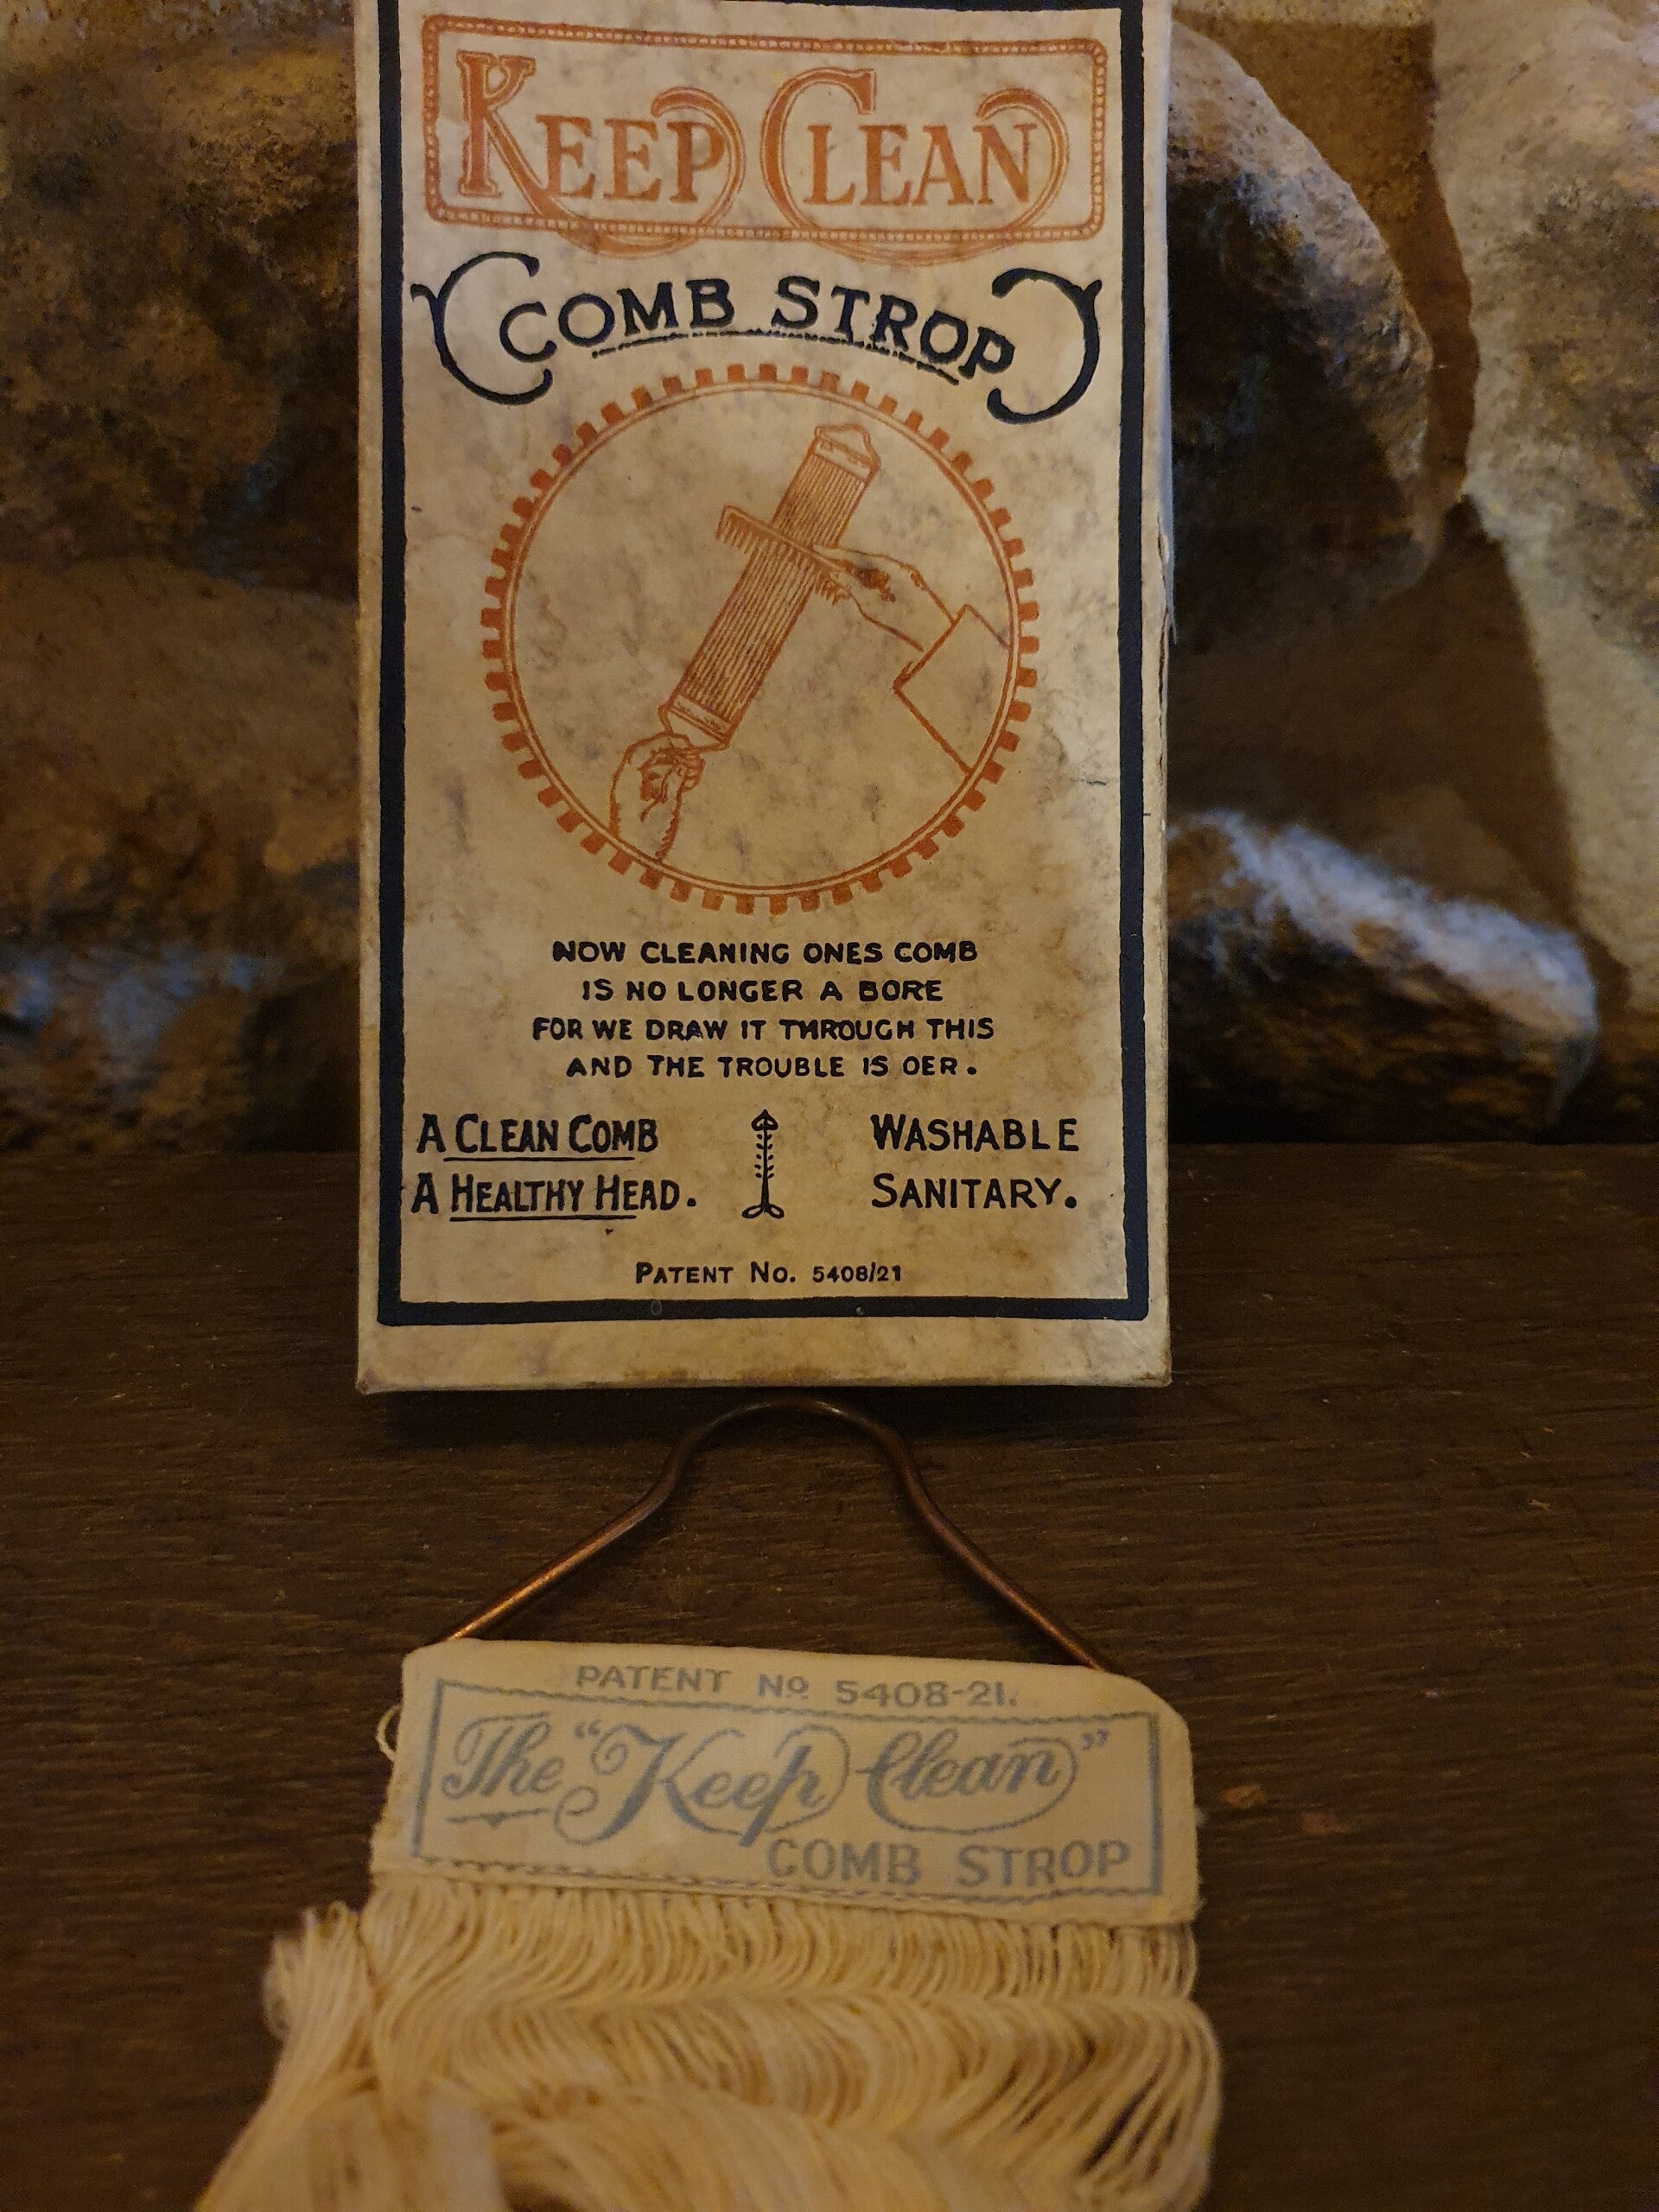 KEEP CLEAN
COMB STROP
NOW CLEANING ONES COMB
IS NO LONGER A BORE
FOR WE DRAW IT THROUGH THIS
AND THE TROUBLE IS OER.
A CLEAN COMB
A HEALTHY HEAD.
WASHABLE
SANITARY.
PATENT NO. 5408/21
PATENT No 5408-21.
The "Keep Clean"
COMB STROP